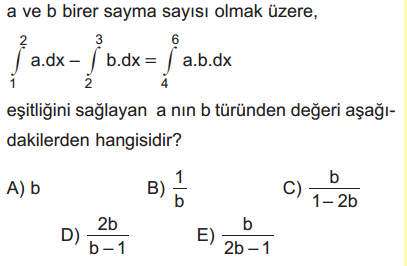 a ve b birer sayma sayısı olmak üzere,
∫₁² a.dx – ∫₂³ b.dx = ∫₄⁶ a.b.dx
eşitliğini sağlayan a nın b türünden değeri aşağı-
dakilerden hangisidir?
A) b B) 1/b C) b/(1– 2b)
D) 2b/(b – 1) E) b/(2b – 1)